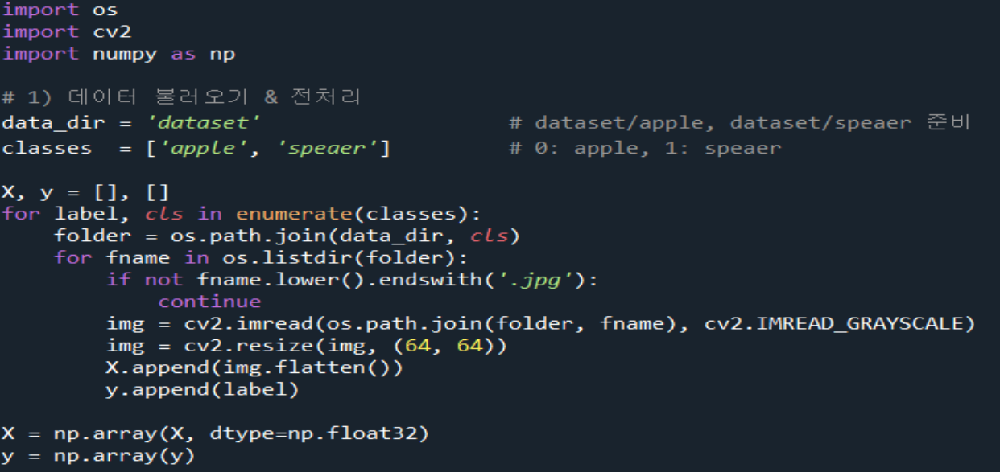 import os
import cv2
import numpy as np
# 1) 데이터 불러오기 & 전처리
data_dir = 'dataset' # dataset/apple, dataset/speaer 준비
classes = ['apple', 'speaer'] # 0: apple, 1: speaer
X, y = [], []
for label, cls in enumerate(classes):
    folder = os.path.join(data_dir, cls)
    for fname in os.listdir(folder):
        if not fname.lower().endswith('.jpg'):
            continue
        img = cv2.imread(os.path.join(folder, fname), cv2.IMREAD_GRAYSCALE)
        img = cv2.resize(img, (64, 64))
        X.append(img.flatten())
        y.append(label)
X = np.array(X, dtype=np.float32)
y = np.array(y)